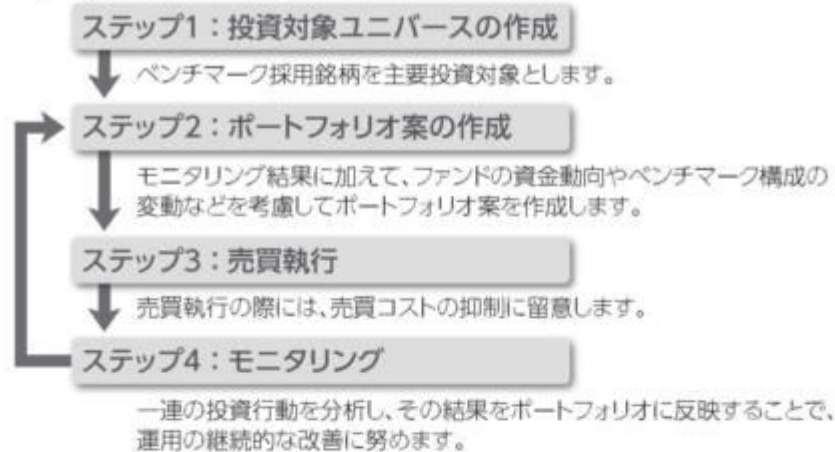 ステップ1：投資対象ユニバースの作成
ベンチマーク採用銘柄を主要投資対象とします。
ステップ2：ポートフォリオ案の作成
モニタリング結果に加えて、ファンドの資金動向やベンチマーク構成の
変動などを考慮してポートフォリオ案を作成します。
ステップ3：売買執行
売買執行の際には、売買コストの抑制に留意します。
ステップ4：モニタリング
一連の投資行動を分析し、その結果をポートフォリオに反映することで、
運用の継続的な改善に努めます。